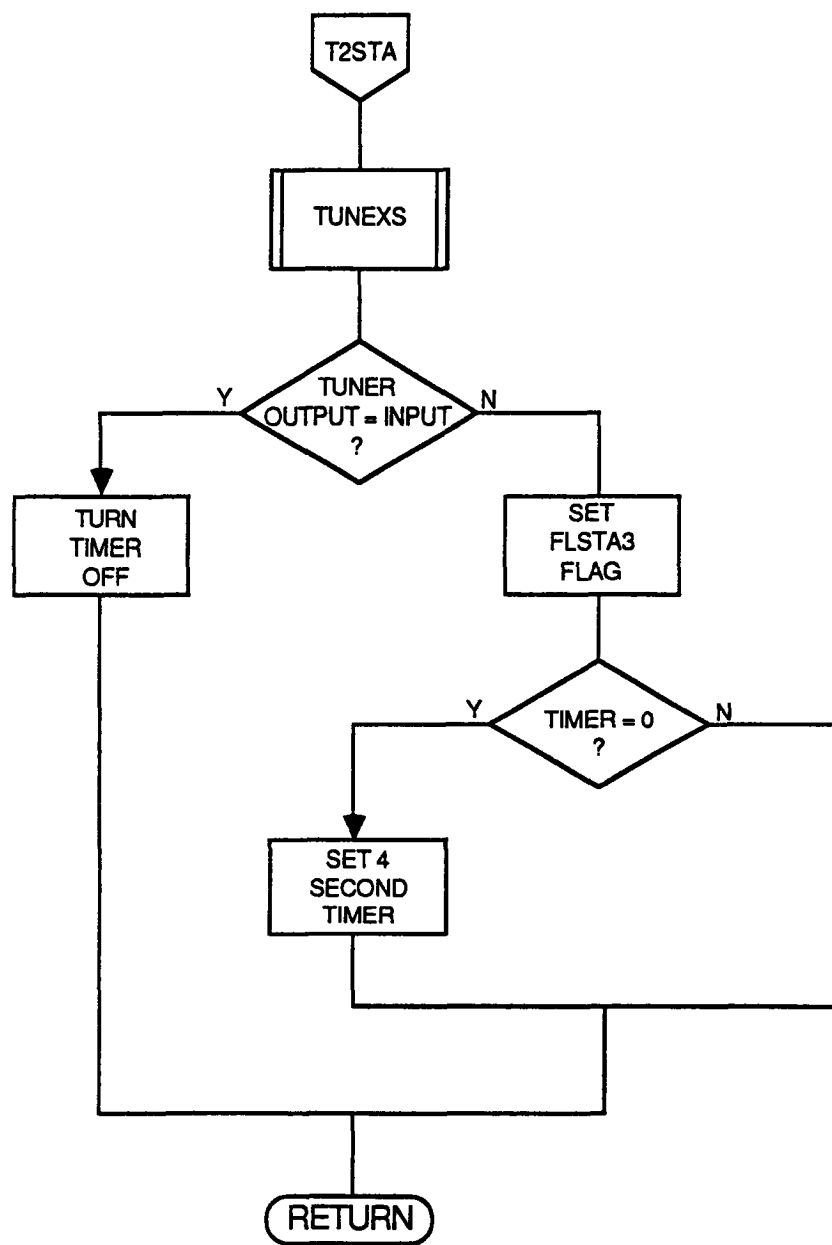 T2STA
TUNEXS
TUNER
OUTPUT = INPUT
?
Y
N
TURN
TIMER
OFF
SET
FLSTA3
FLAG
TIMER = 0
?
Y
N
SET 4
SECOND
TIMER
RETURN